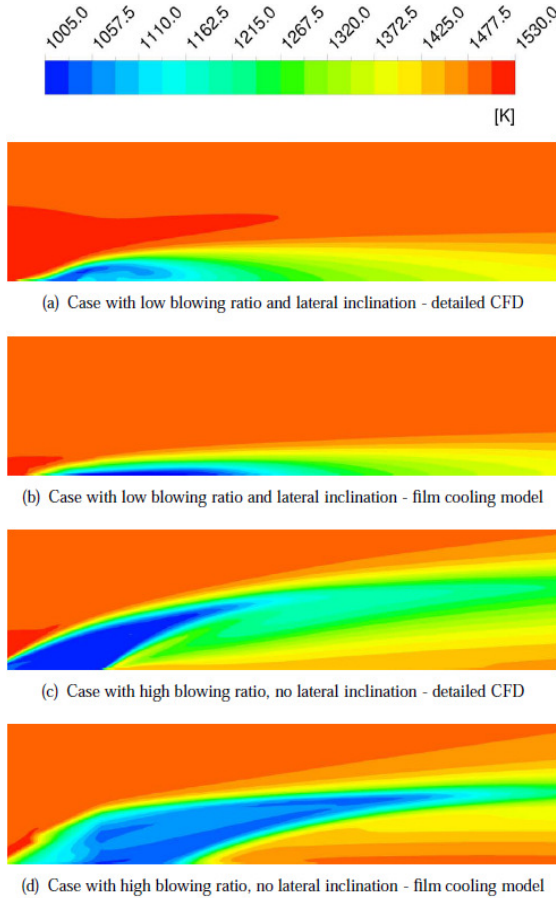 1005.0 1057.5 1110.0 1162.5 1215.0 1267.5 1320.0 1372.5 1425.0 1477.5 1530.0
[K]
(a) Case with low blowing ratio and lateral inclination - detailed CFD
(b) Case with low blowing ratio and lateral inclination - film cooling model
(c) Case with high blowing ratio, no lateral inclination - detailed CFD
(d) Case with high blowing ratio, no lateral inclination - film cooling model